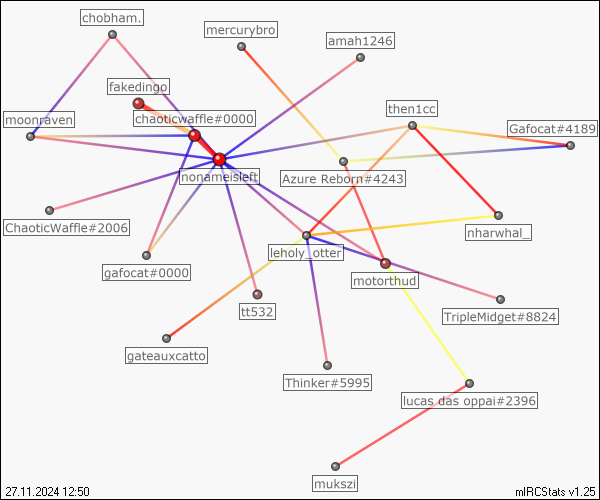 chobham.
mercurybro
amah1246
fakedingo
then1cc
moonraven
chaoticwaffle#0000
Gafocat#4189
nonameisleft
Azure Reborn#4243
ChaoticWaffle#2006
nharwhal_
leholy_otter
gafocat#0000
motorthud
tt532
TripleMidget#8824
gateauxcatto
Thinker#5995
lucas das oppai#2396
mukszi
27.11.2024 12:50
mIRCStats v1.25